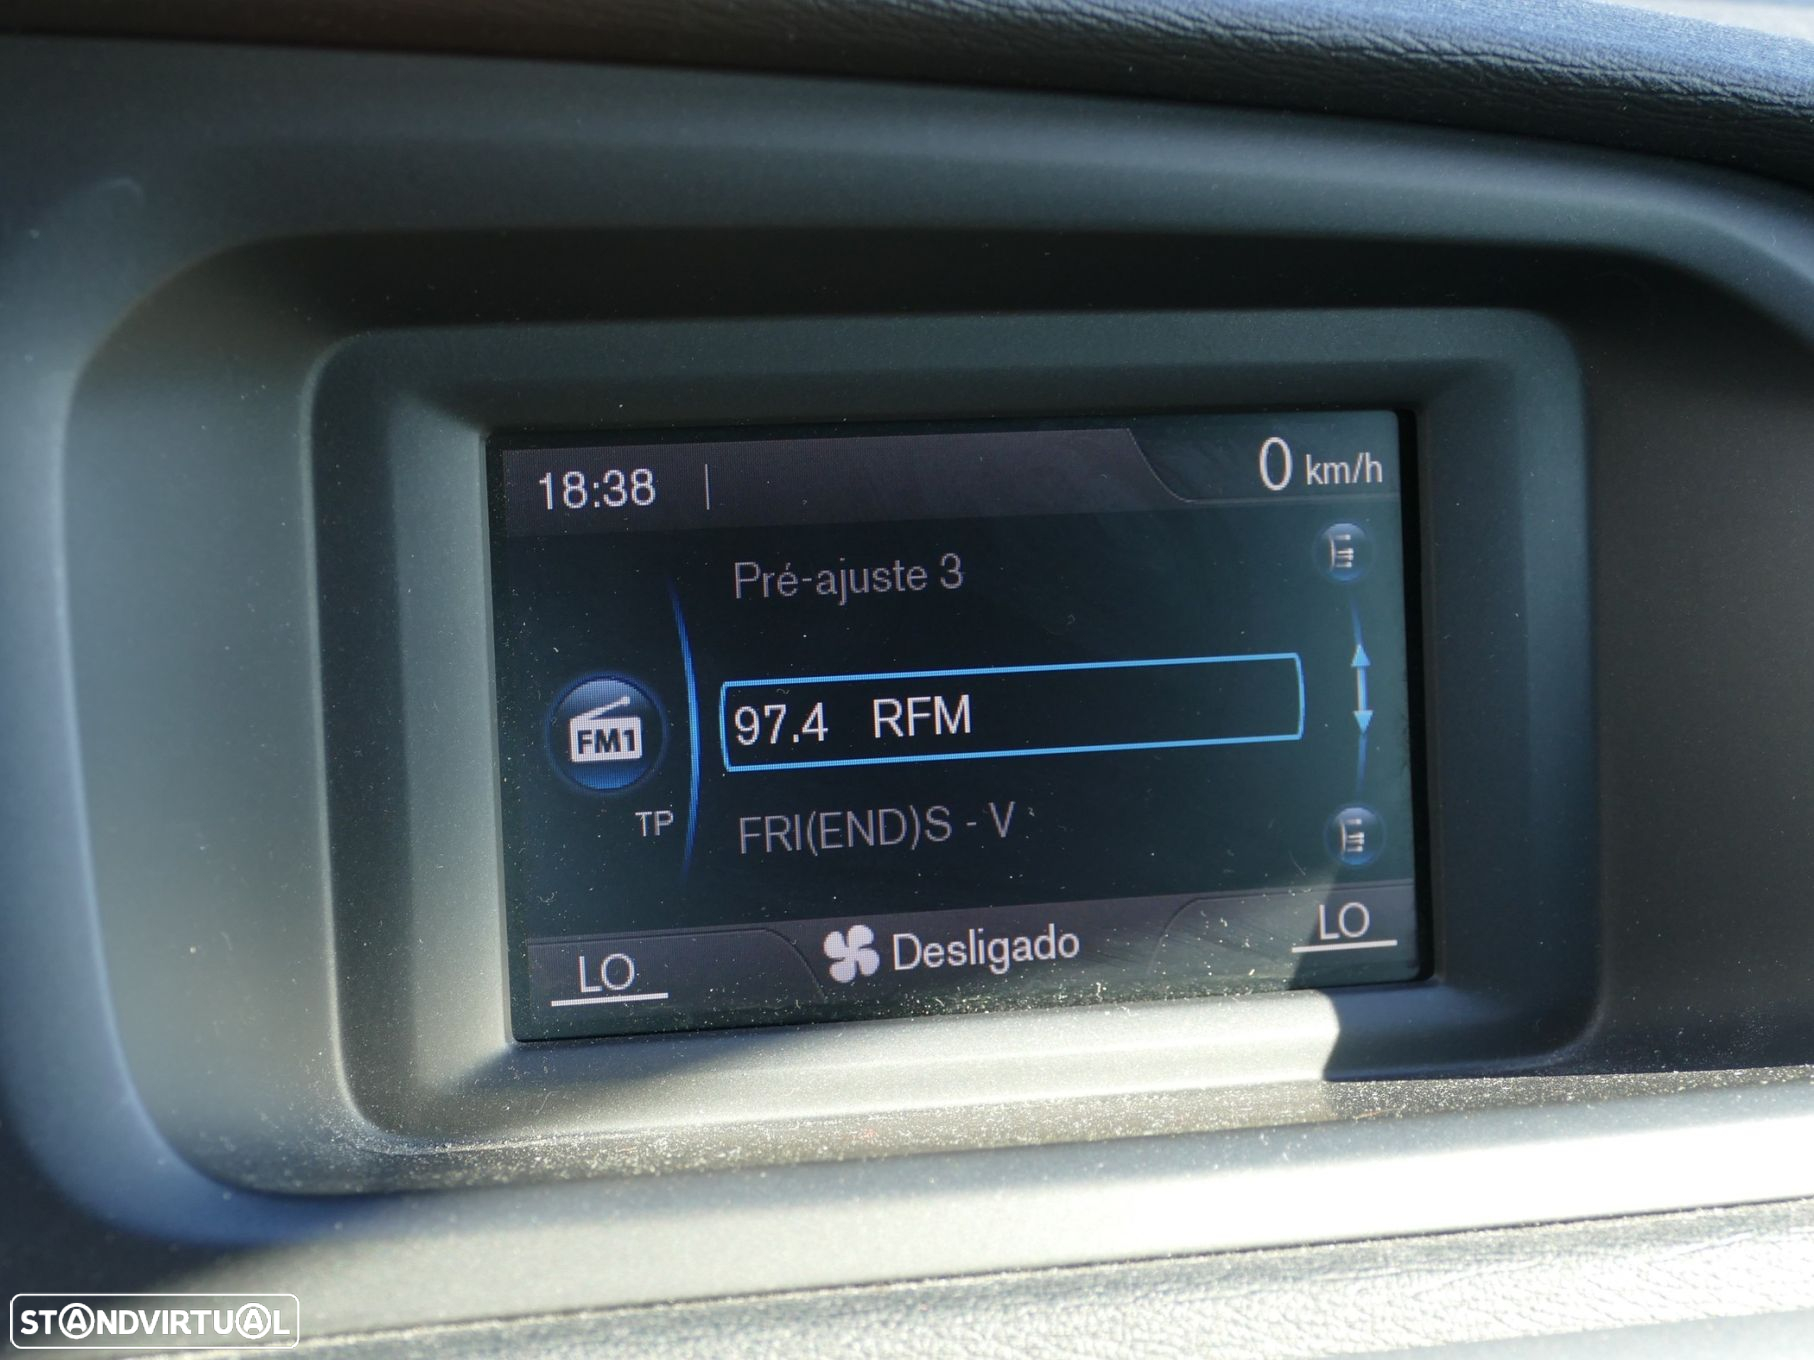 18:38
0 km/h
Pré-ajuste 3
97.4 RFM
FM1
TP
FRI(END)S - V
LO
Desligado
LO
STANDVIRTUAL